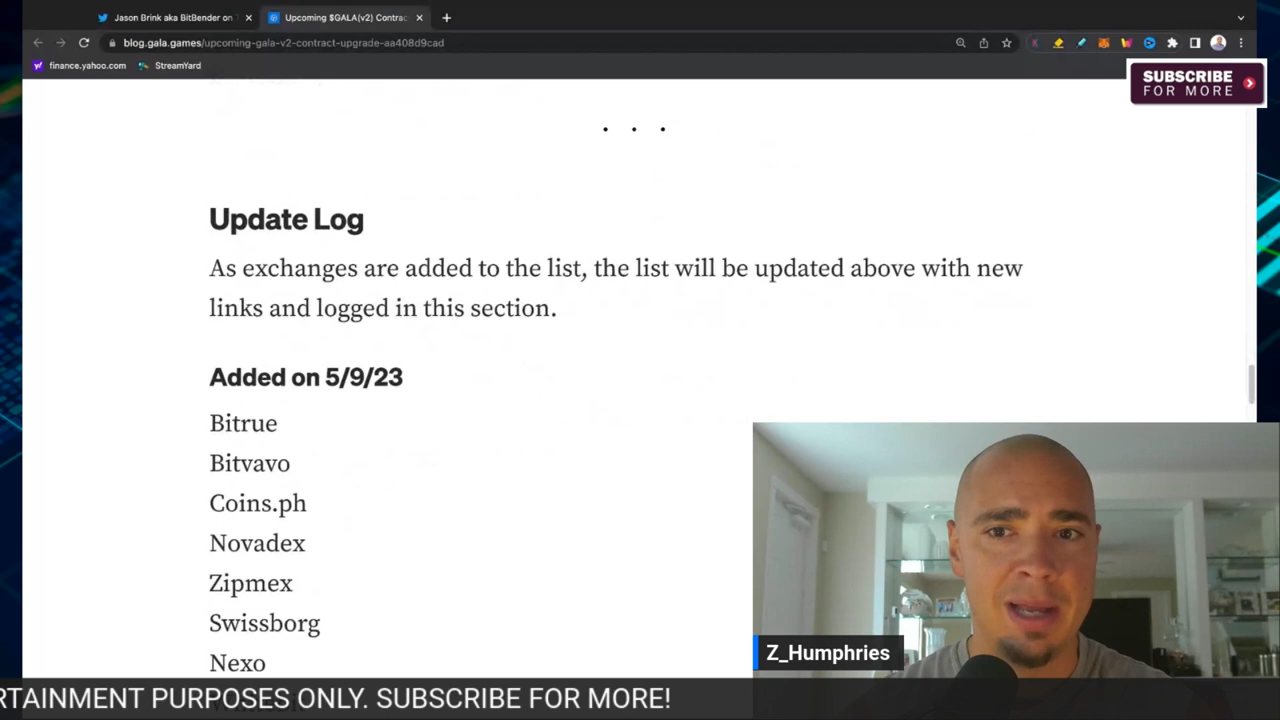 Jason Brink aka BitBender on
Upcoming $GALA(v2) Contrac
blog.gala.games/upcoming-gala-v2-contract-upgrade-aa408d9cad
finance.yahoo.com
StreamYard
SUBSCRIBE
FOR MORE
. . .
Update Log
As exchanges are added to the list, the list will be updated above with new
links and logged in this section.
Added on 5/9/23
Bitrue
Bitvavo
Coins.ph
Novadex
Zipmex
Swissborg
Nexo
Z_Humphries
RTAINMENT PURPOSES ONLY. SUBSCRIBE FOR MORE!